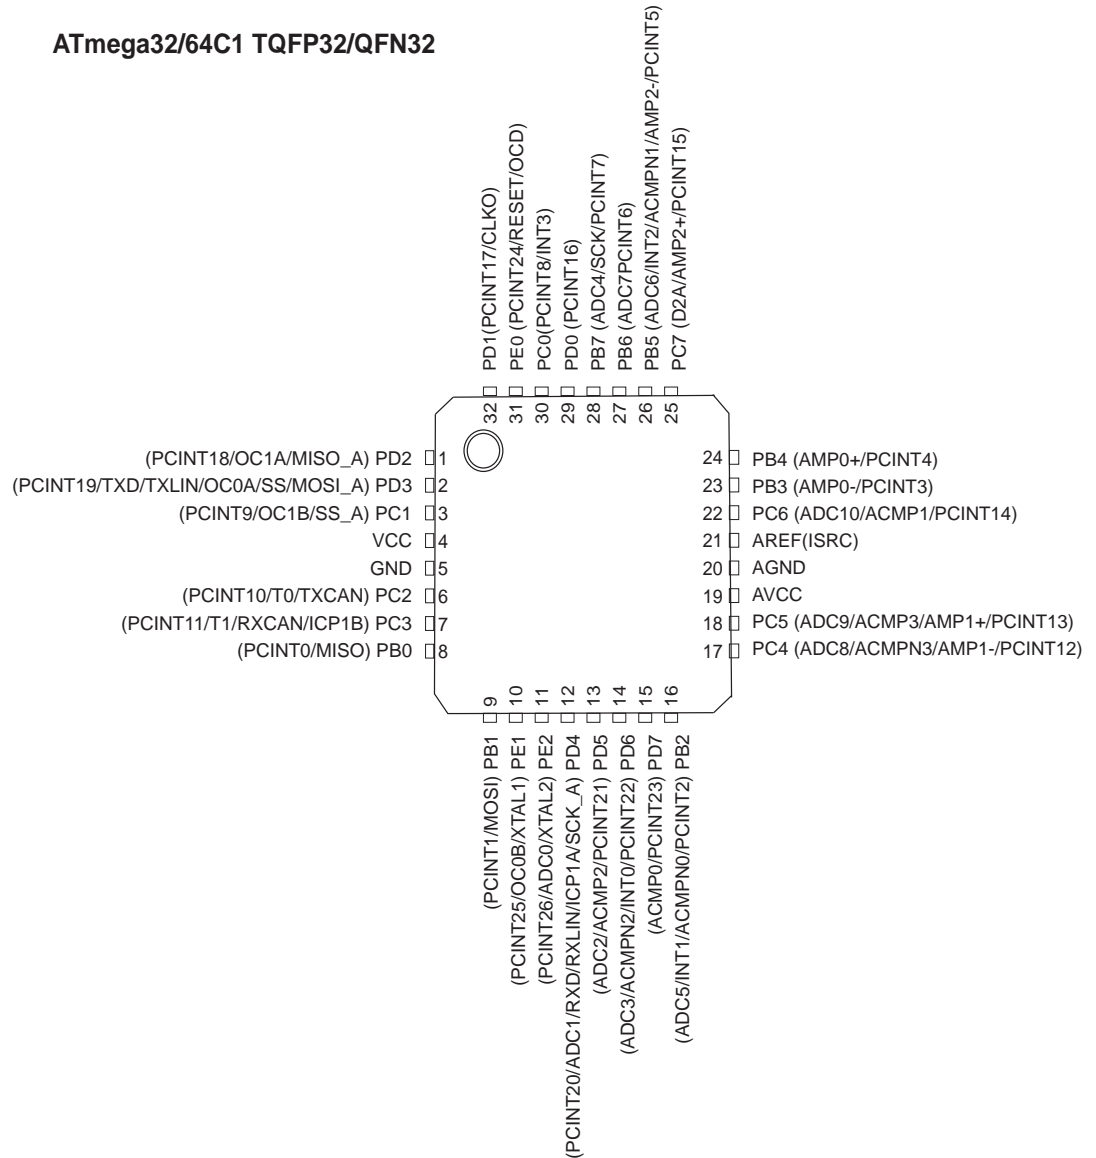 ATmega32/64C1 TQFP32/QFN32
PD1(PCINT17/CLKO)
PE0 (PCINT24/RESET/OCD)
PC0(PCINT8/INT3)
PD0 (PCINT16)
PB7 (ADC4/SCK/PCINT7)
PB6 (ADC7PCINT6)
PB5 (ADC6/INT2/ACMPN1/AMP2-/PCINT5)
PC7 (D2A/AMP2+/PCINT15)
32
31
30
29
28
27
26
25
(PCINT18/OC1A/MISO_A) PD2 1
(PCINT19/TXD/TXLIN/OC0A/SS/MOSI_A) PD3 2
(PCINT9/OC1B/SS_A) PC1 3
VCC 4
GND 5
(PCINT10/T0/TXCAN) PC2 6
(PCINT11/T1/RXCAN/ICP1B) PC3 7
(PCINT0/MISO) PB0 8
24 PB4 (AMP0+/PCINT4)
23 PB3 (AMP0-/PCINT3)
22 PC6 (ADC10/ACMP1/PCINT14)
21 AREF(ISRC)
20 AGND
19 AVCC
18 PC5 (ADC9/ACMP3/AMP1+/PCINT13)
17 PC4 (ADC8/ACMPN3/AMP1-/PCINT12)
9
10
11
12
13
14
15
16
(PCINT1/MOSI) PB1
(PCINT25/OC0B/XTAL1) PE1
(PCINT26/ADC0/XTAL2) PE2
(PCINT20/ADC1/RXD/RXLIN/ICP1A/SCK_A) PD4
(ADC2/ACMP2/PCINT21) PD5
(ADC3/ACMPN2/INT0/PCINT22) PD6
(ACMP0/PCINT23) PD7
(ADC5/INT1/ACMPN0/PCINT2) PB2